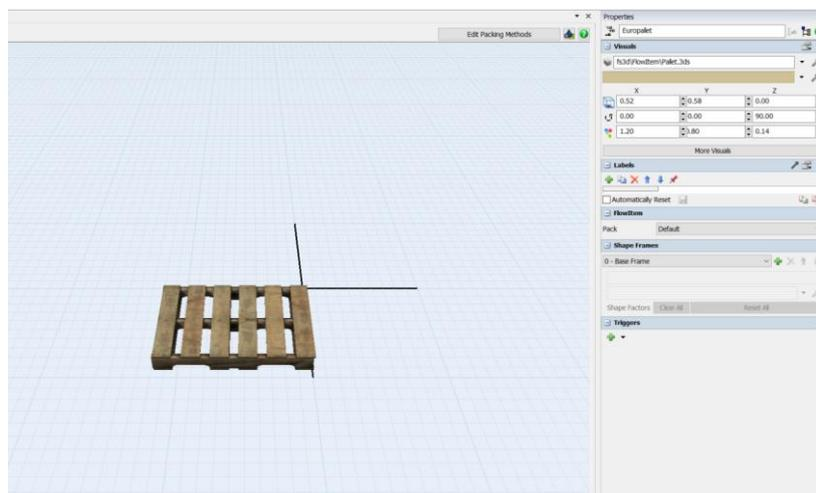 Properties
Edit Packing Methods
Europalet
Visuals
fs3d\FlowItem\Palet.3ds
X Y Z
0.52 0.58 0.00
0.00 0.00 90.00
1.20 0.80 0.14
More Visuals
Labels
Automatically Reset
FlowItem
Pack Default
Shape Frames
0 - Base Frame
Shape Factors Clear All Reset All
Triggers